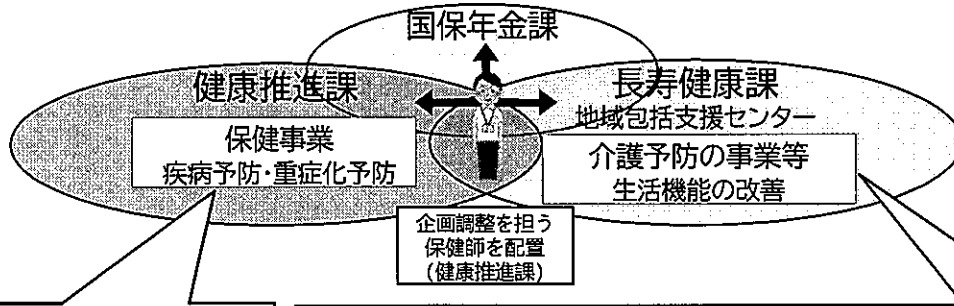 国保年金課
健康推進課
保健事業
疾病予防・重症化予防
長寿健康課
地域包括支援センター
介護予防の事業等
生活機能の改善
企画調整を担う
保健師を配置
(健康推進課)